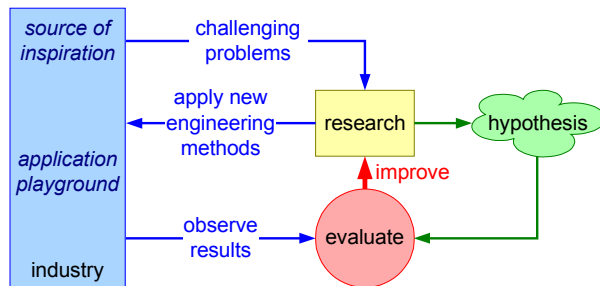 source of
inspiration
challenging
problems
apply new
engineering
methods
research
hypothesis
application
playground
improve
observe
results
evaluate
industry